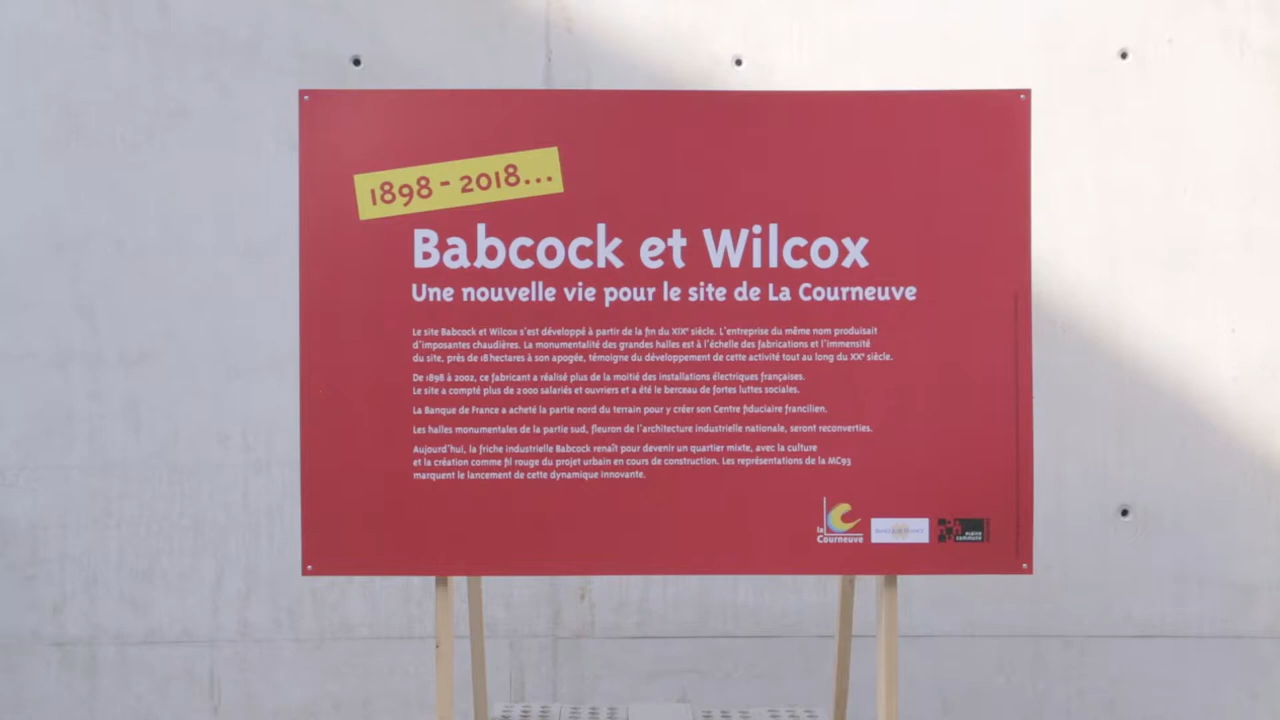 1898 - 2018...
Babcock et Wilcox
Une nouvelle vie pour le site de La Courneuve
Le site Babcock et Wilcox s'est développé à partir de la fin du XIXe siècle. L'entreprise du même nom produisait
d'imposantes chaudières. La monumentalité des grandes halles est à l'échelle des fabrications et l'immensité
du site, près de 18 hectares à son apogée, témoigne du développement de cette activité tout au long du XXe siècle.
De 1898 à 2002, ce fabricant a réalisé plus de la moitié des installations électriques françaises.
Le site a compté plus de 2000 salariés et ouvriers et a été le berceau de fortes luttes sociales.
La Banque de France a acheté la partie nord du terrain pour y créer son Centre fiduciaire francilien.
Les halles monumentales de la partie sud, fleuron de l'architecture industrielle nationale, seront reconverties.
Aujourd'hui, la friche industrielle Babcock renaît pour devenir un quartier mixte, avec la culture
et la création comme fil rouge du projet urbain en cours de construction. Les représentations de la MC93
marquent le lancement de cette dynamique innovante.
la
Courneuve
BANQUE DE FRANCE
plaine
commune